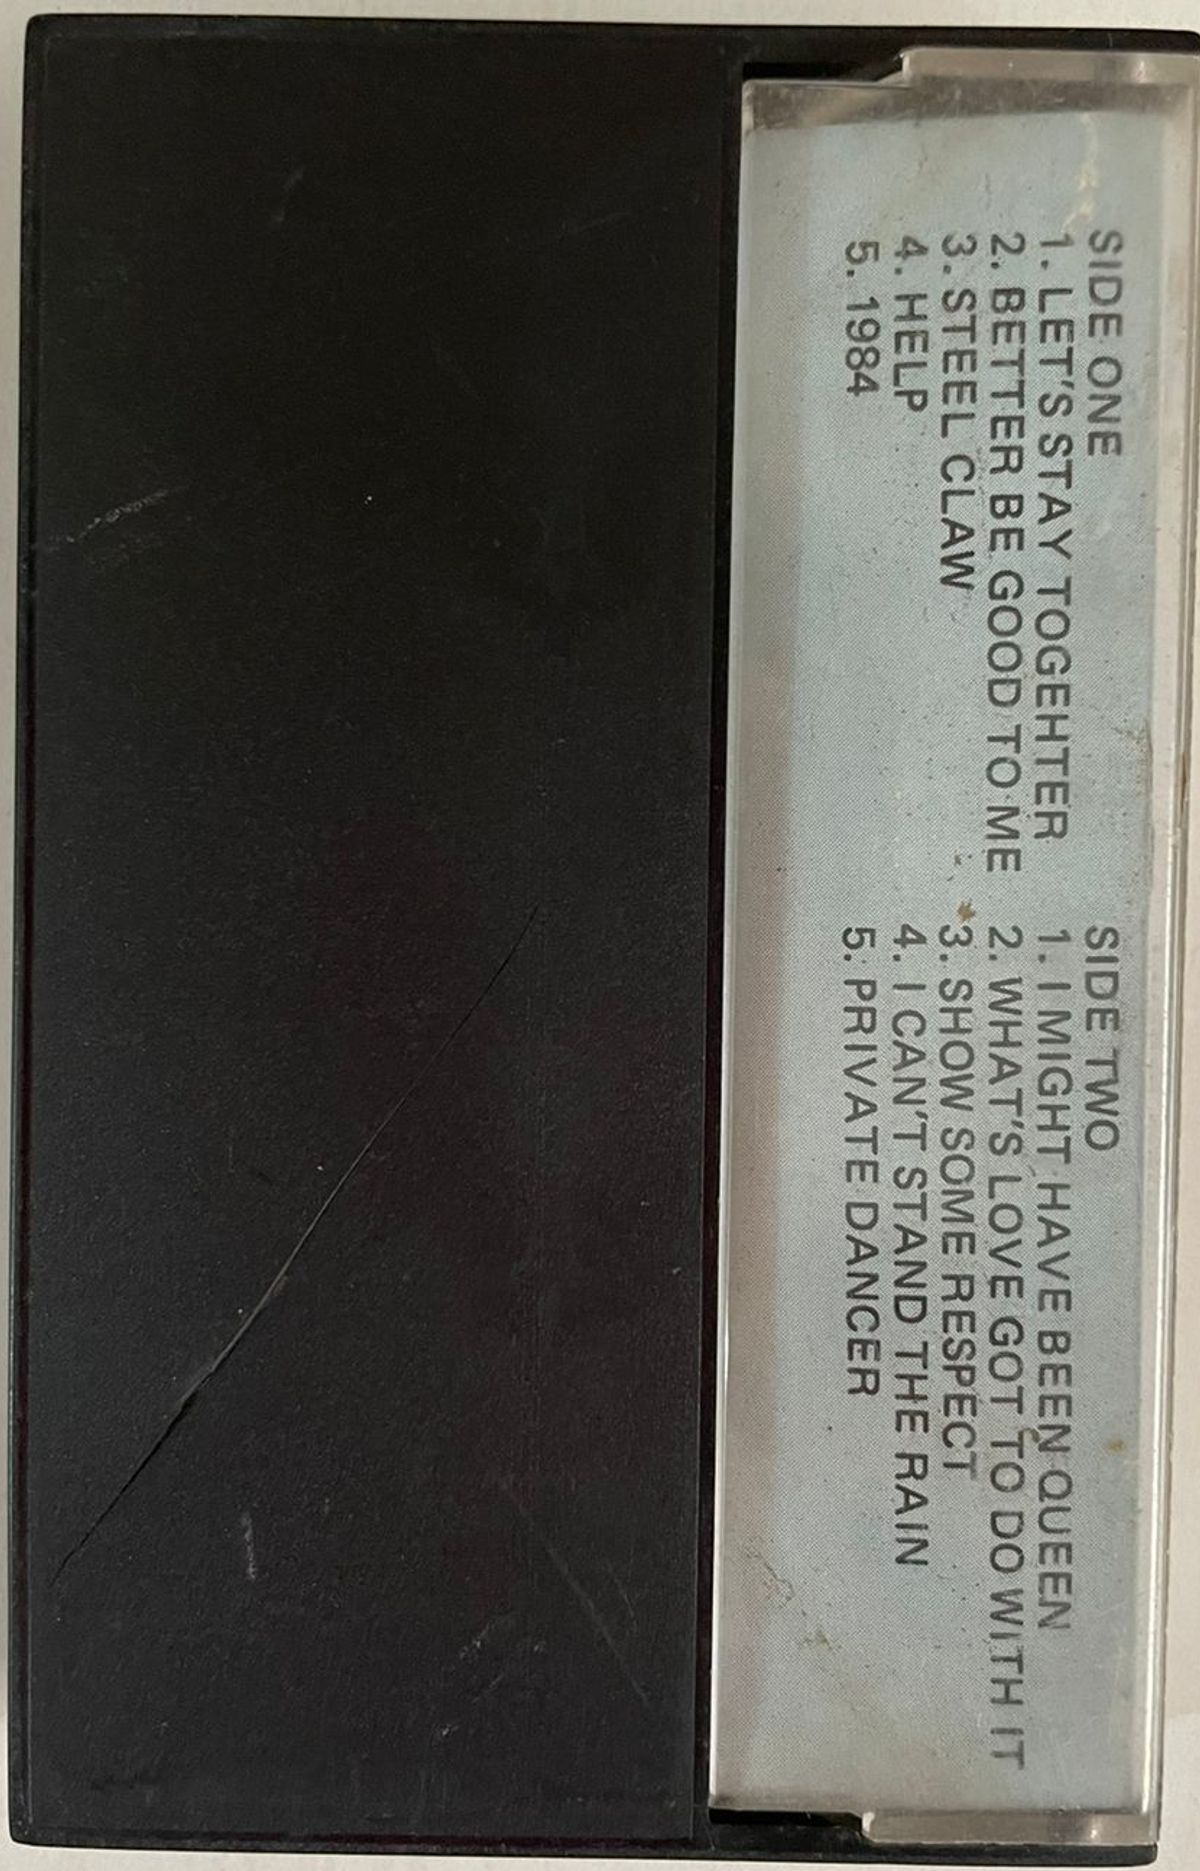 SIDE ONE
1. LET'S STAY TOGEHTER
2. BETTER BE GOOD TO ME
3. STEEL CLAW
4. HELP
5. 1984
SIDE TWO
1. I MIGHT HAVE BEEN QUEEN
2. WHAT'S LOVE GOT TO DO WITH IT
3. SHOW SOME RESPECT
4. I CAN'T STAND THE RAIN
5. PRIVATE DANCER